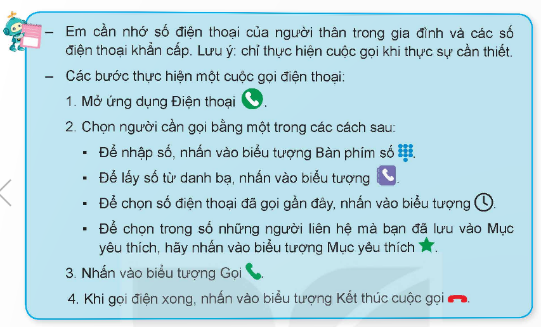 – Em cần nhớ số điện thoại của người thân trong gia đình và các số
điện thoại khẩn cấp. Lưu ý: chỉ thực hiện cuộc gọi khi thực sự cần thiết.
– Các bước thực hiện một cuộc gọi điện thoại:
1. Mở ứng dụng Điện thoại .
2. Chọn người cần gọi bằng một trong các cách sau:
▪ Để nhập số, nhấn vào biểu tượng Bàn phím số .
▪ Để lấy số từ danh bạ, nhấn vào biểu tượng .
▪ Để chọn số điện thoại đã gọi gần đây, nhấn vào biểu tượng .
▪ Để chọn trong số những người liên hệ mà bạn đã lưu vào Mục
yêu thích, hãy nhấn vào biểu tượng Mục yêu thích .
3. Nhấn vào biểu tượng Gọi .
4. Khi gọi điện xong, nhấn vào biểu tượng Kết thúc cuộc gọi .